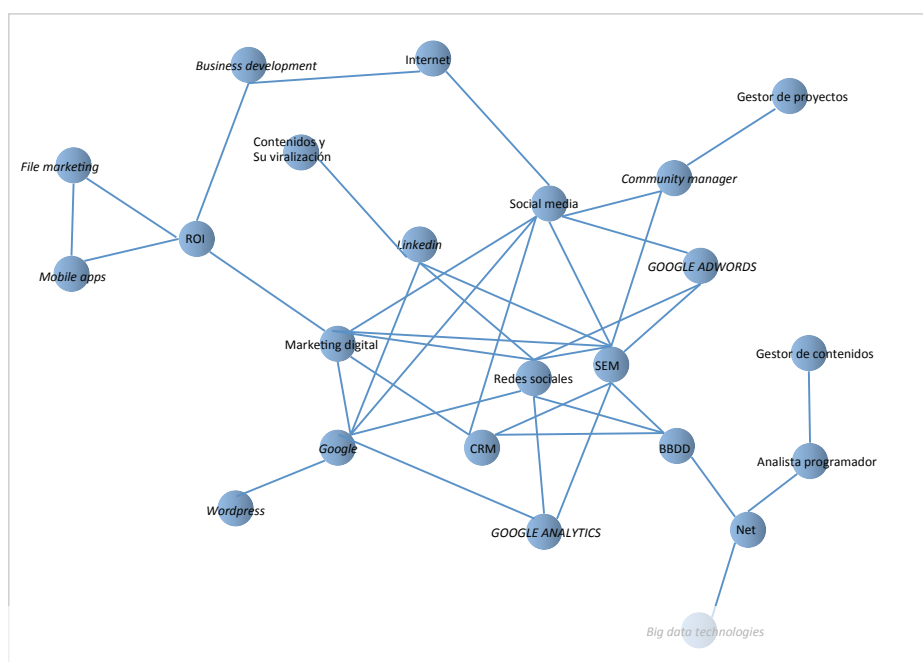 Internet
Business development
Gestor de proyectos
Contenidos y
Su viralización
File marketing
Community manager
Social media
ROI
Linkedin
GOOGLE ADWORDS
Mobile apps
Marketing digital
Gestor de contenidos
SEM
Redes sociales
Google
CRM
BBDD
Analista programador
Wordpress
GOOGLE ANALYTICS
Net
Big data technologies